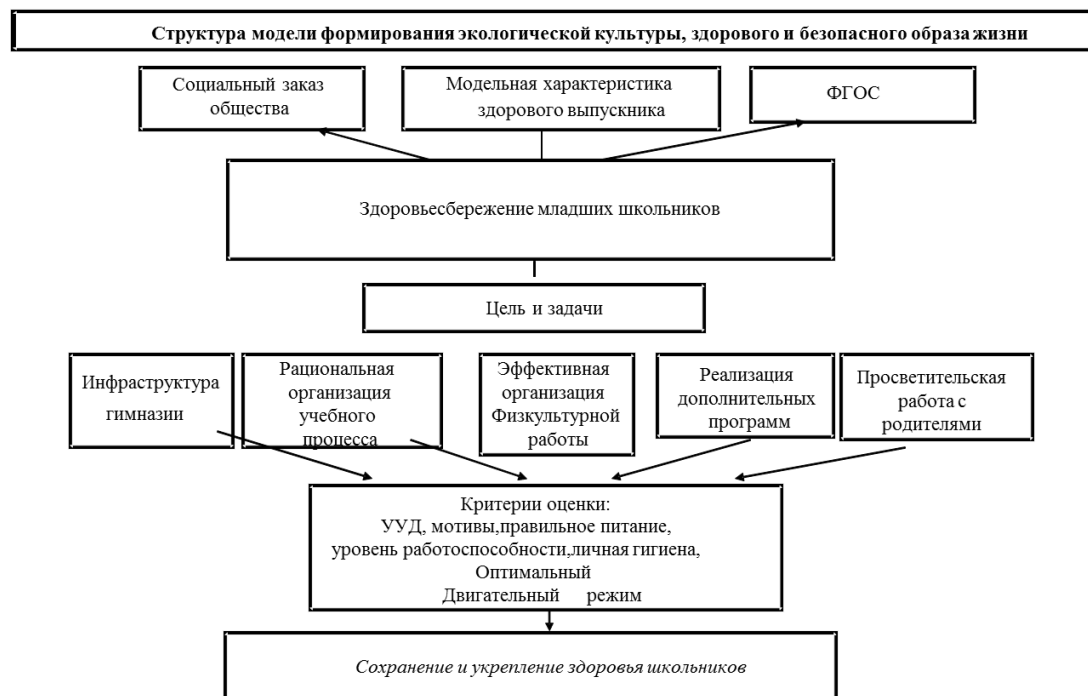 Структура модели формирования экологической культуры, здорового и безопасного образа жизни
Социальный заказ
общества
Модельная характеристика
здорового выпускника
ФГОС
Здоровьесбережение младших школьников
Цель и задачи
Инфраструктура
гимназии
Рациональная
организация
учебного
процесса
Эффективная
организация
Физкультурной
работы
Реализация
дополнительных
программ
Просветительская
работа с
родителями
Критерии оценки:
УУД, мотивы,правильное питание,
уровень работоспособности,личная гигиена,
Оптимальный
Двигательный режим
Сохранение и укрепление здоровья школьников